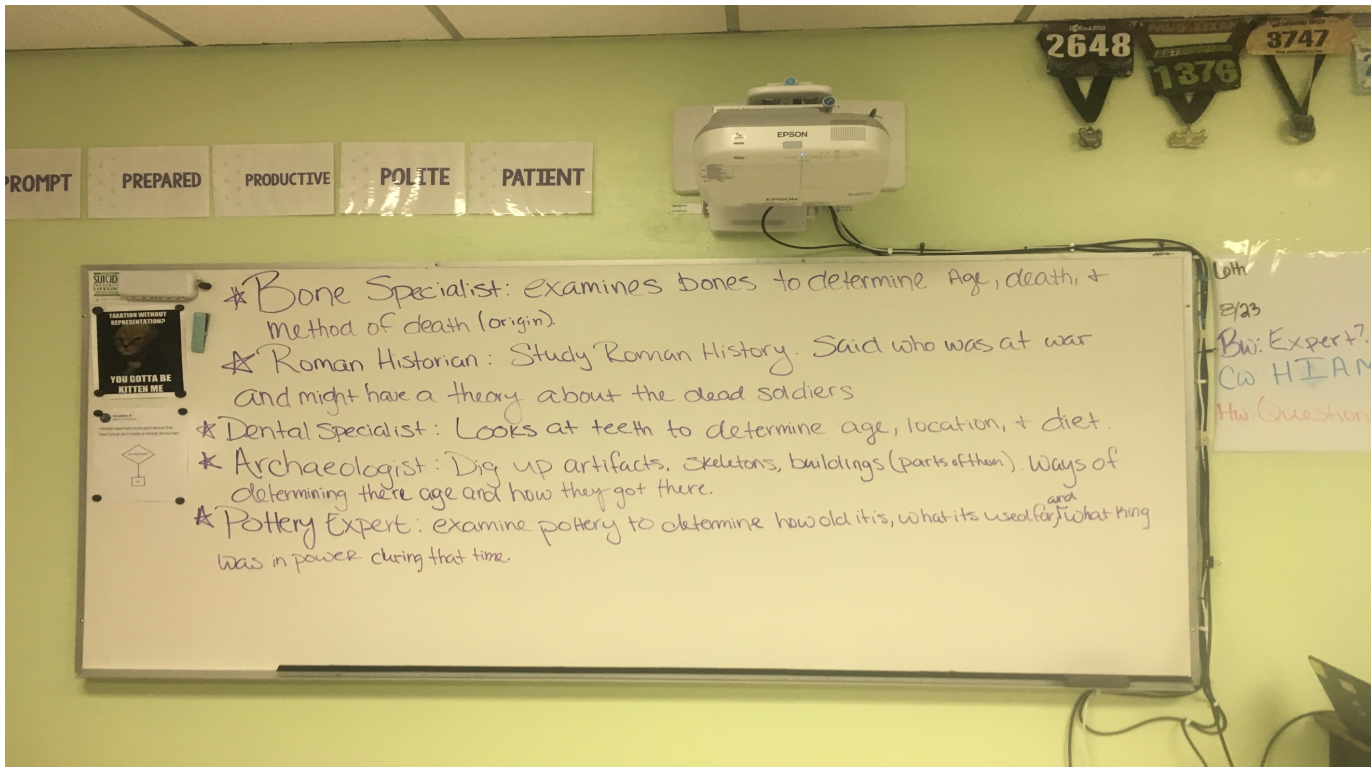 2648
1376
3747
EPSON
EPSON
PROMPT
PREPARED
PRODUCTIVE
POLITE
PATIENT
SUICID
TAXATION WITHOUT
REPRESENTATION?
YOU GOTTA BE
KITTEN ME
☆ Bone Specialist: examines bones to determine Age, death, +
method of death (origin).
☆ Roman Historian: Study Roman History. Said who was at war
and might have a theory about the dead soldiers
☆ Dental Specialist: Looks at teeth to determine age, location, + diet.
☆ Archaeologist: Dig up artifacts, skeletons, buildings (parts of them). Ways of
determining there age and how they got there.
☆ Pottery Expert: examine pottery to determine how old it is, what its used for, and what king
was in power during that time.
6th
8/23
BW: Expert?
CW: HIAM
HW: Question